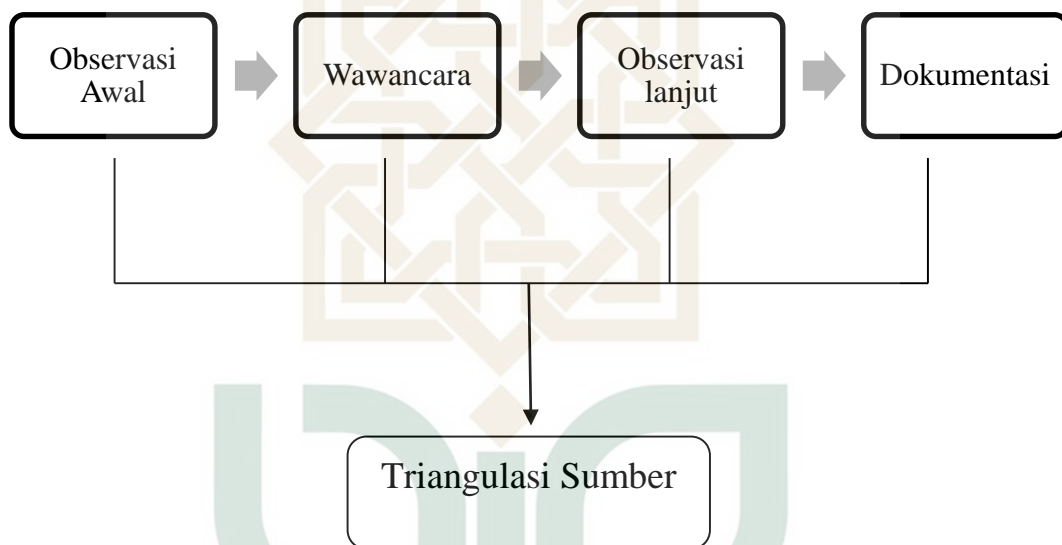 Observasi
Awal
Wawancara
Observasi
lanjut
Dokumentasi
Triangulasi Sumber